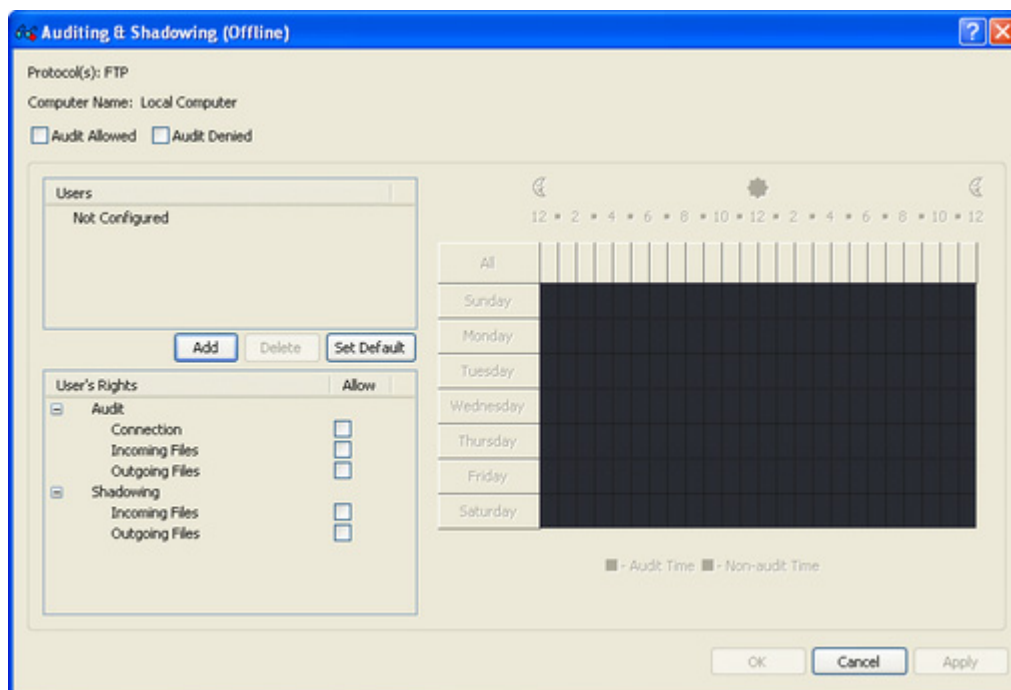 Auditing & Shadowing (Offline)
Protocol(s): FTP
Computer Name: Local Computer
Audit Allowed
Audit Denied
Users
Not Configured
Add
Delete
Set Default
User's Rights
Allow
Audit
Connection
Incoming Files
Outgoing Files
Shadowing
Incoming Files
Outgoing Files
12 • 2 • 4 • 6 • 8 • 10 • 12 • 2 • 4 • 6 • 8 • 10 • 12
All
Sunday
Monday
Tuesday
Wednesday
Thursday
Friday
Saturday
- Audit Time
- Non-audit Time
OK
Cancel
Apply